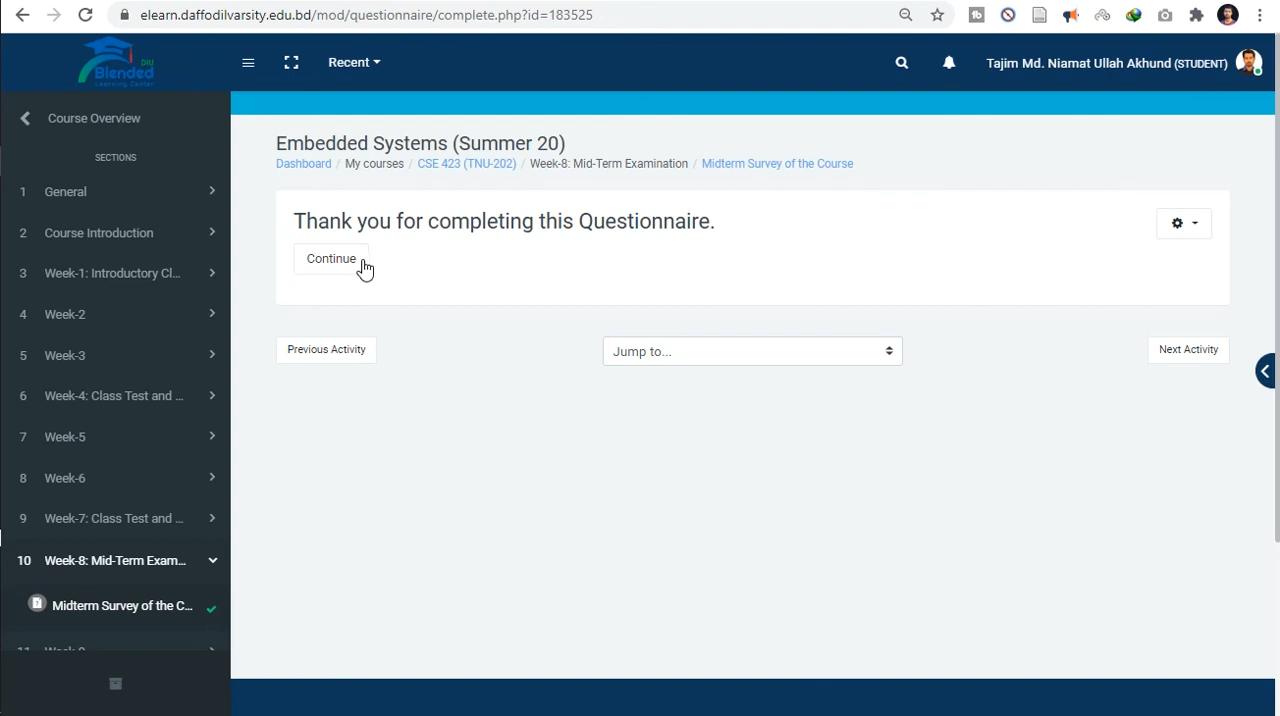 elearn.daffodilvarsity.edu.bd/mod/questionnaire/complete.php?id=183525
DIU
Blended
Learning Center
Recent
Tajim Md. Niamat Ullah Akhund (STUDENT)
Course Overview
SECTIONS
1 General
2 Course Introduction
3 Week-1: Introductory Cl...
4 Week-2
5 Week-3
6 Week-4: Class Test and ...
7 Week-5
8 Week-6
9 Week-7: Class Test and ...
10 Week-8: Mid-Term Exam...
Midterm Survey of the C...
Embedded Systems (Summer 20)
Dashboard / My courses / CSE 423 (TNU-202) / Week-8: Mid-Term Examination / Midterm Survey of the Course
Thank you for completing this Questionnaire.
Continue
Previous Activity
Jump to...
Next Activity